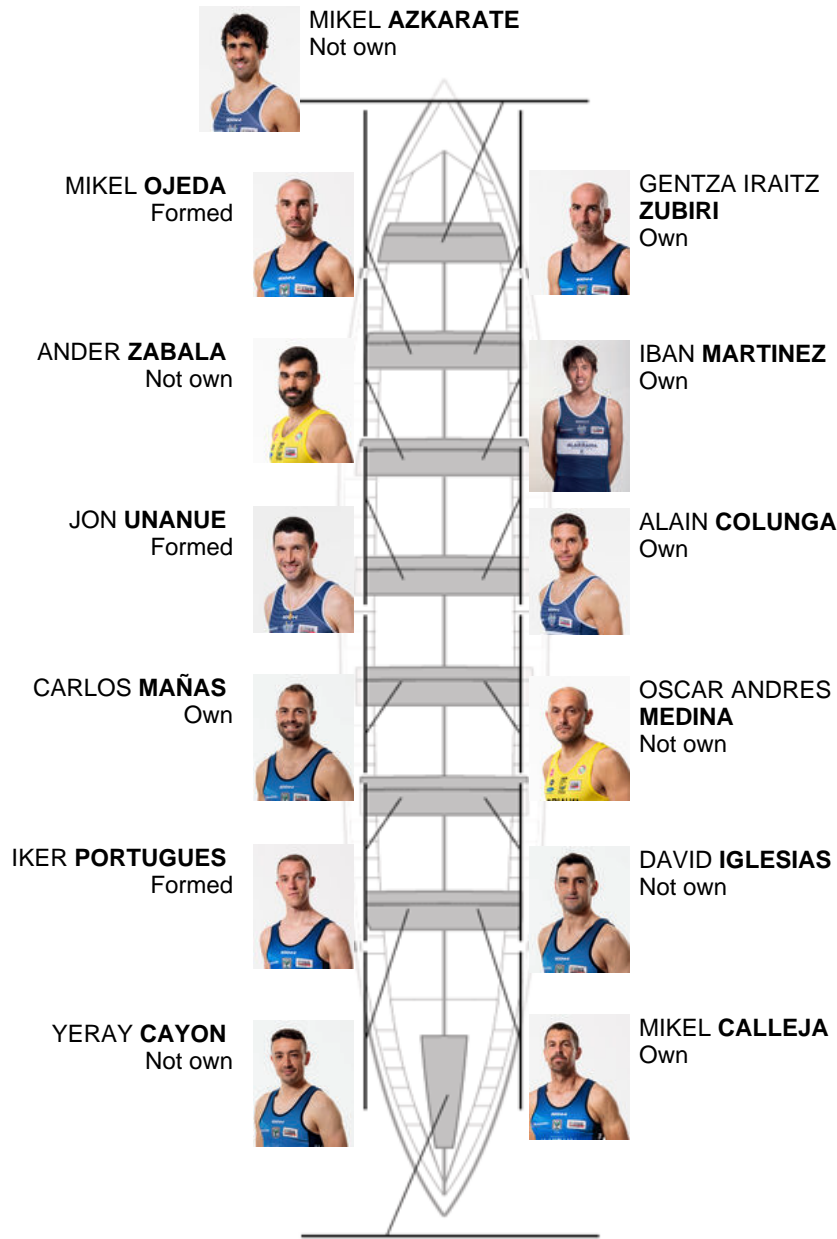 MIKEL AZKARATE
Not own
MIKEL OJEDA
Formed
GENTZA IRAITZ
ZUBIRI
Own
ANDER ZABALA
Not own
IBAN MARTINEZ
Own
JON UNANUE
Formed
ALAIN COLUNGA
Own
CARLOS MAÑAS
Own
OSCAR ANDRES
MEDINA
Not own
IKER PORTUGUES
Formed
DAVID IGLESIAS
Not own
YERAY CAYON
Not own
MIKEL CALLEJA
Own